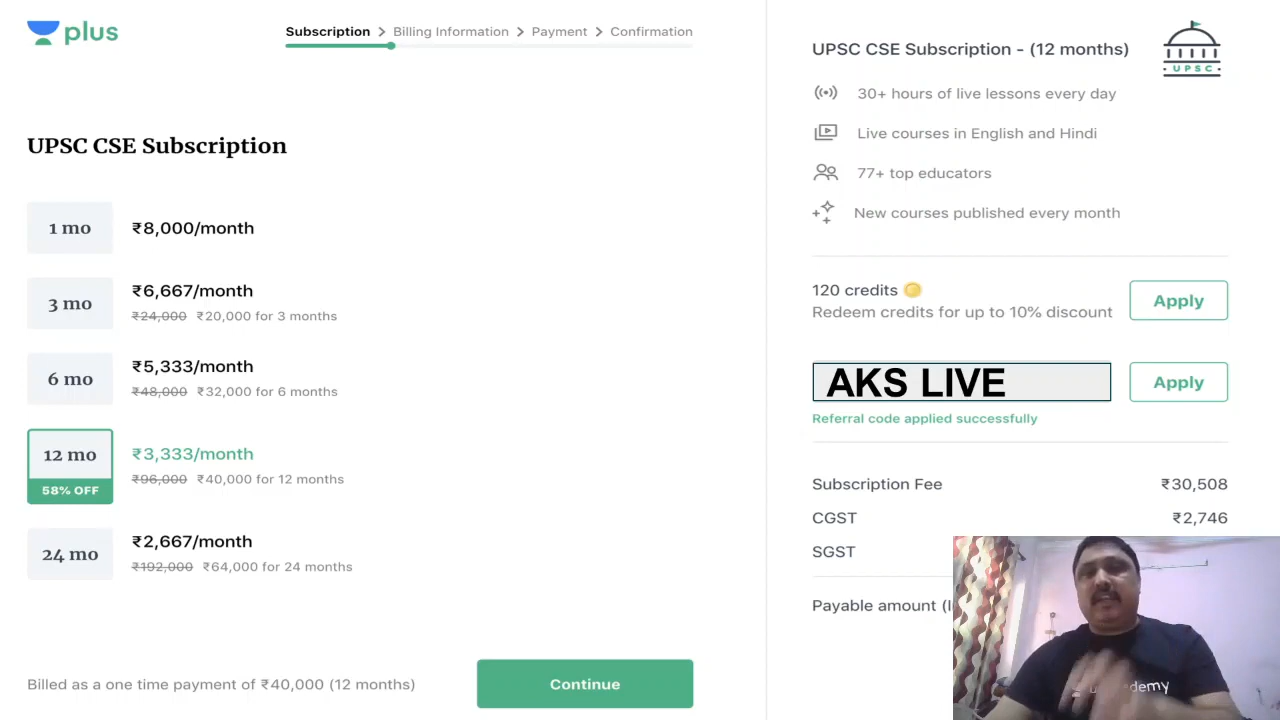 plus
Subscription > Billing Information > Payment > Confirmation
UPSC CSE Subscription
1 mo
₹8,000/month
3 mo
₹6,667/month
₹24,000 ₹20,000 for 3 months
6 mo
₹5,333/month
₹48,000 ₹32,000 for 6 months
12 mo
58% OFF
₹3,333/month
₹96,000 ₹40,000 for 12 months
24 mo
₹2,667/month
₹192,000 ₹64,000 for 24 months
Billed as a one time payment of ₹40,000 (12 months)
Continue
UPSC CSE Subscription - (12 months)
UPSC
30+ hours of live lessons every day
Live courses in English and Hindi
77+ top educators
New courses published every month
120 credits
Redeem credits for up to 10% discount
Apply
AKS LIVE
Apply
Referral code applied successfully
Subscription Fee ₹30,508
CGST ₹2,746
SGST
Payable amount